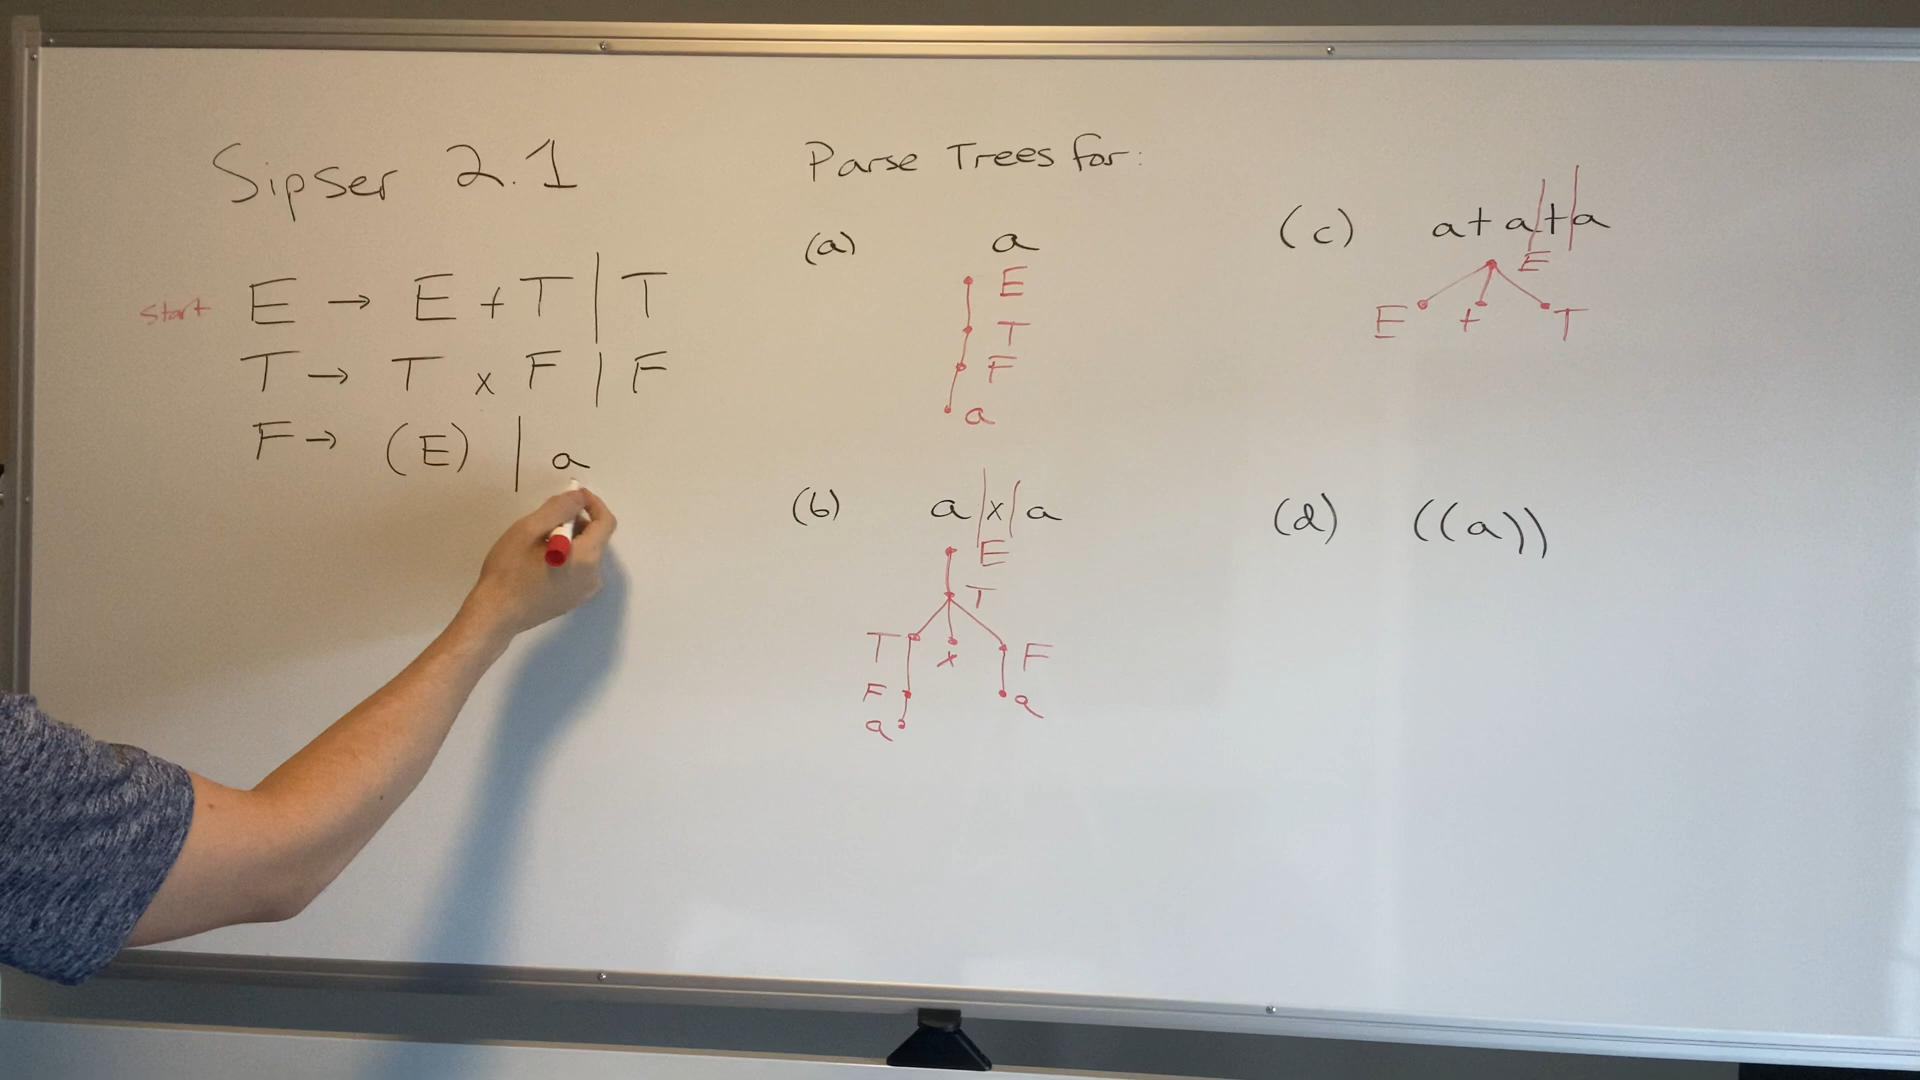 Sipser 2.1
start E → E + T | T
T → T x F | F
F → (E) | a
Parse Trees for:
(a) a
E
T
F
a
(b) a|x|a
E
T
T x F
F a
a
(c) a+a|+|a
E
E + T
(d) ((a))